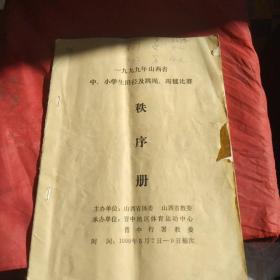 一九九九年山西省
中、小学生田径及跳绳、踢毽比赛
秩
序
册
主办单位：山西省体委 山西省教委
承办单位：晋中地区体育运动中心
晋中行署教委
时间：1999年5月7日—9日榆次